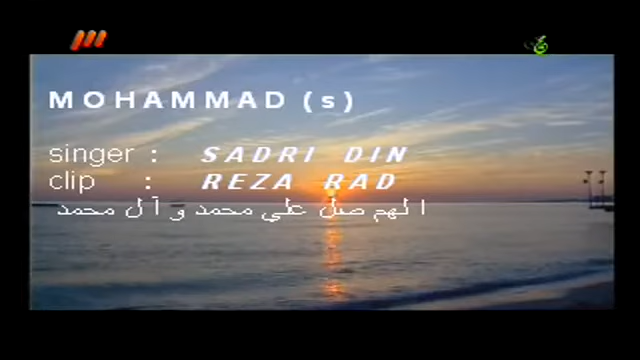 MOHAMMAD (s)
singer : SADRI DIN
clip : REZA RAD
الهم صل علي محمد و آل محمد